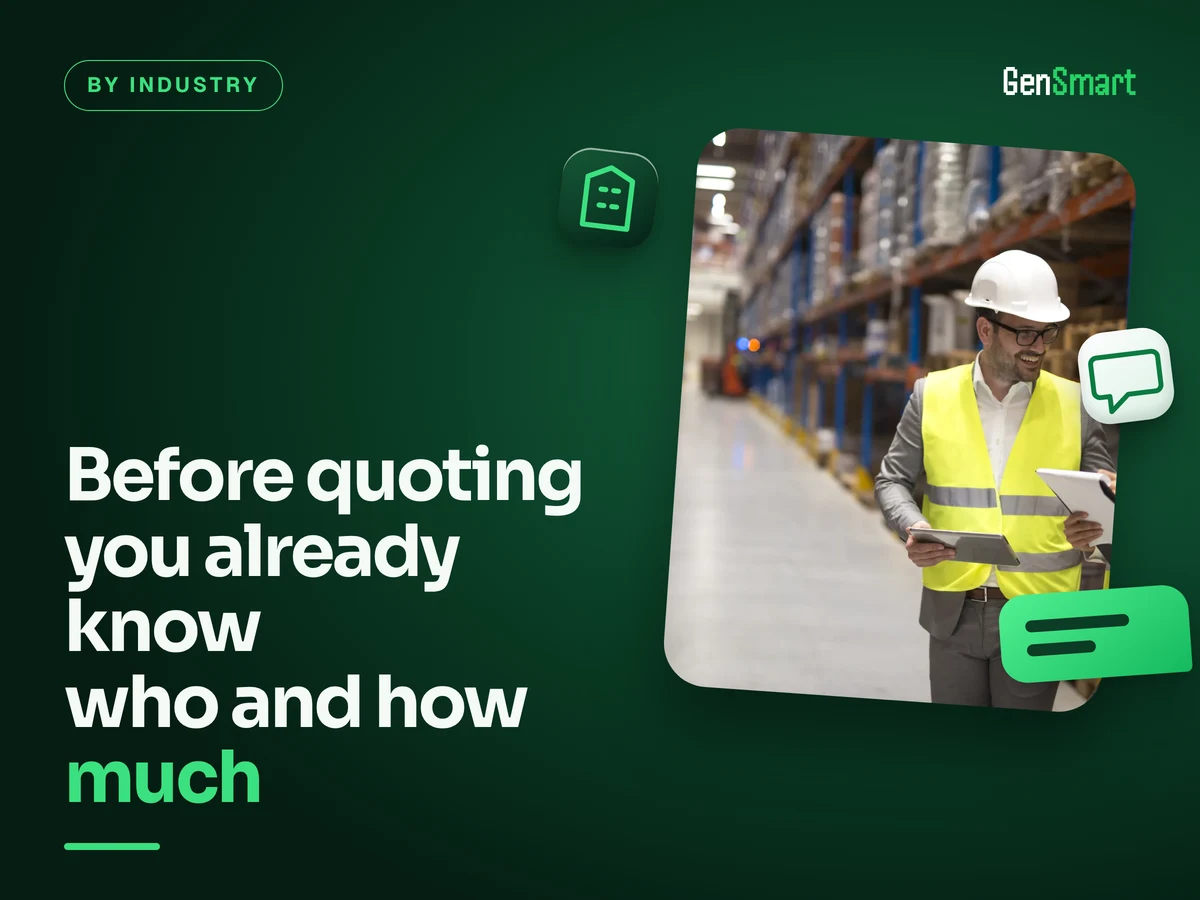 BY INDUSTRY
GenSmart
Before quoting
you already
know
who and how
much